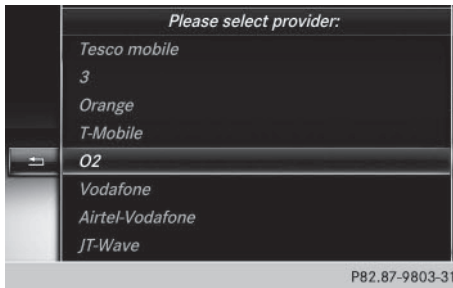 Please select provider:
Tesco mobile
3
Orange
T-Mobile
O2
Vodafone
Airtel-Vodafone
JT-Wave
P82.87-9803-31